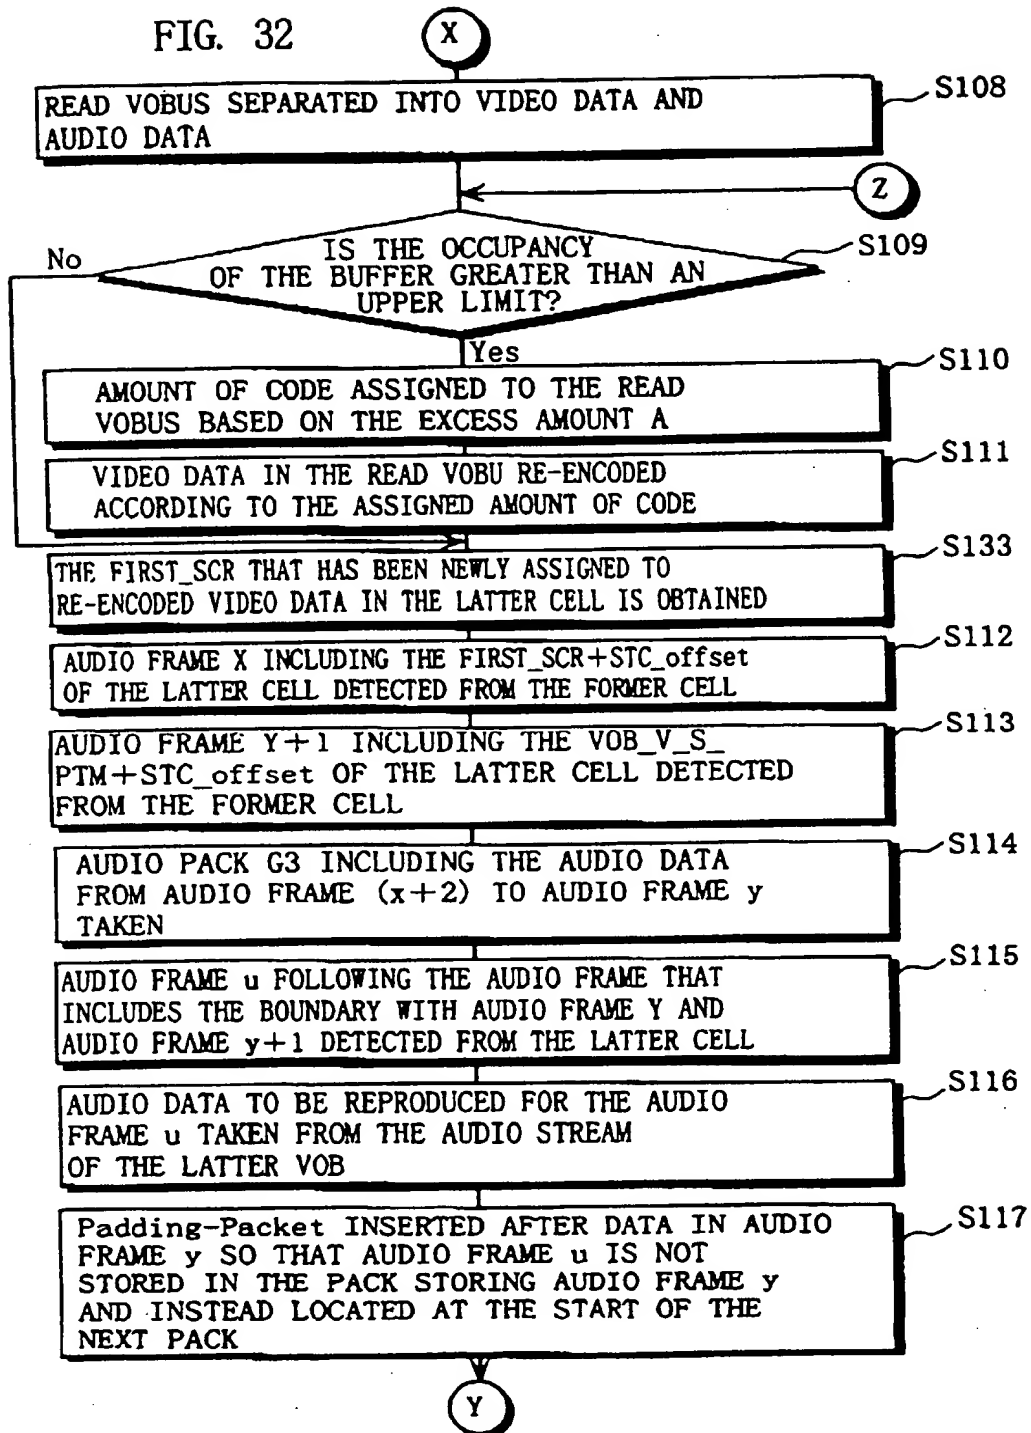 FIG. 32
X
READ VOBUS SEPARATED INTO VIDEO DATA AND
AUDIO DATA
S108
Z
No
IS THE OCCUPANCY
OF THE BUFFER GREATER THAN AN
UPPER LIMIT?
S109
Yes
AMOUNT OF CODE ASSIGNED TO THE READ
VOBUS BASED ON THE EXCESS AMOUNT A
S110
VIDEO DATA IN THE READ VOBU RE-ENCODED
ACCORDING TO THE ASSIGNED AMOUNT OF CODE
S111
THE FIRST_SCR THAT HAS BEEN NEWLY ASSIGNED TO
RE-ENCODED VIDEO DATA IN THE LATTER CELL IS OBTAINED
S133
AUDIO FRAME X INCLUDING THE FIRST_SCR+STC_offset
OF THE LATTER CELL DETECTED FROM THE FORMER CELL
S112
AUDIO FRAME Y+1 INCLUDING THE VOB_V_S_
PTM+STC_offset OF THE LATTER CELL DETECTED
FROM THE FORMER CELL
S113
AUDIO PACK G3 INCLUDING THE AUDIO DATA
FROM AUDIO FRAME (x+2) TO AUDIO FRAME y
TAKEN
S114
AUDIO FRAME u FOLLOWING THE AUDIO FRAME THAT
INCLUDES THE BOUNDARY WITH AUDIO FRAME Y AND
AUDIO FRAME y+1 DETECTED FROM THE LATTER CELL
S115
AUDIO DATA TO BE REPRODUCED FOR THE AUDIO
FRAME u TAKEN FROM THE AUDIO STREAM
OF THE LATTER VOB
S116
Padding-Packet INSERTED AFTER DATA IN AUDIO
FRAME y SO THAT AUDIO FRAME u IS NOT
STORED IN THE PACK STORING AUDIO FRAME y
AND INSTEAD LOCATED AT THE START OF THE
NEXT PACK
S117
Y